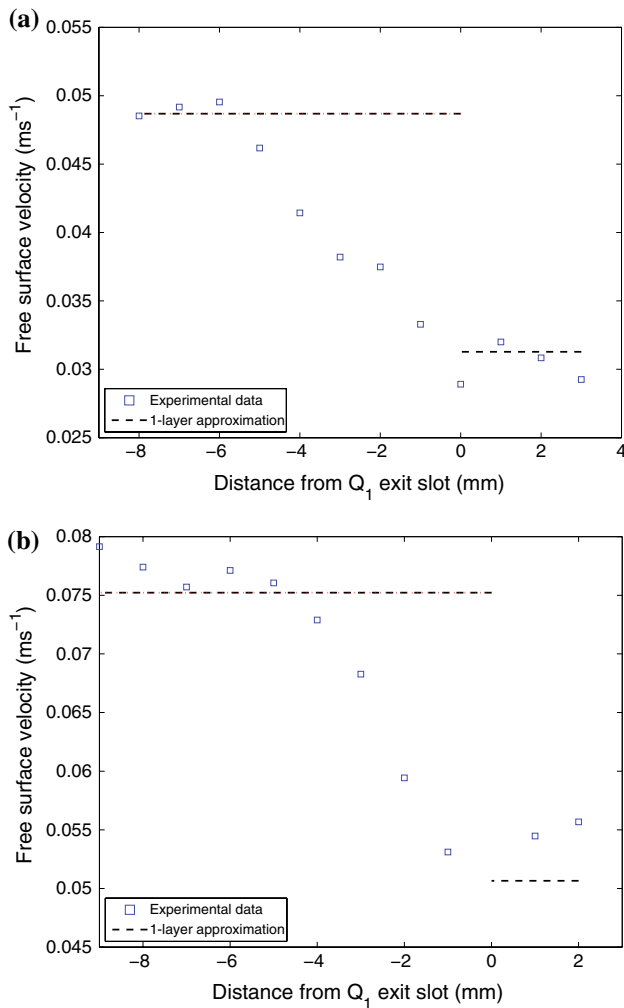 (a)
0.055
0.05
0.045
0.04
0.035
0.03
0.025
Free surface velocity (ms⁻¹)
Experimental data
1-layer approximation
−8 −6 −4 −2 0 2 4
Distance from Q₁ exit slot (mm)
(b)
0.08
0.075
0.07
0.065
0.06
0.055
0.05
0.045
Free surface velocity (ms⁻¹)
Experimental data
1-layer approximation
−8 −6 −4 −2 0 2
Distance from Q₁ exit slot (mm)